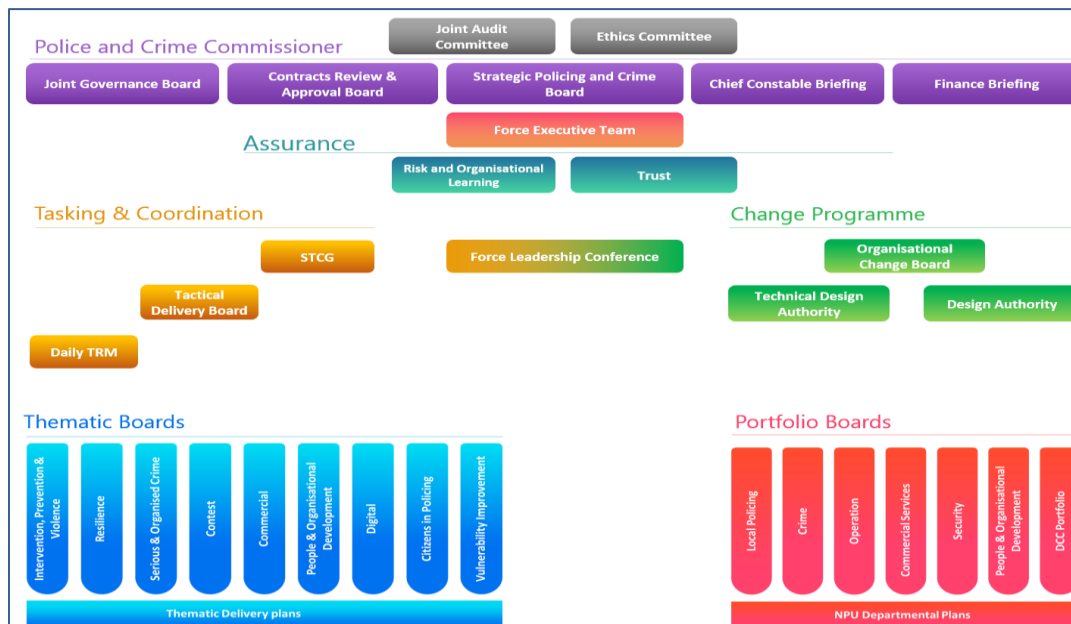 Joint Audit
Committee
Ethics Committee
Police and Crime Commissioner
Joint Governance Board
Contracts Review &
Approval Board
Strategic Policing and Crime
Board
Chief Constable Briefing
Finance Briefing
Force Executive Team
Assurance
Risk and Organisational
Learning
Trust
Tasking & Coordination
Change Programme
STCG
Force Leadership Conference
Organisational
Change Board
Tactical
Delivery Board
Technical Design
Authority
Design Authority
Daily TRM
Thematic Boards
Portfolio Boards
Intervention, Prevention &
Violence
Resilience
Serious & Organised Crime
Contest
Commercial
People & Organisational
Development
Digital
Citizens in Policing
Vulnerability Improvement
Local Policing
Crime
Operation
Commercial Services
Security
People & Organisational
Development
DCC Portfolio
Thematic Delivery plans
NPU Departmental Plans